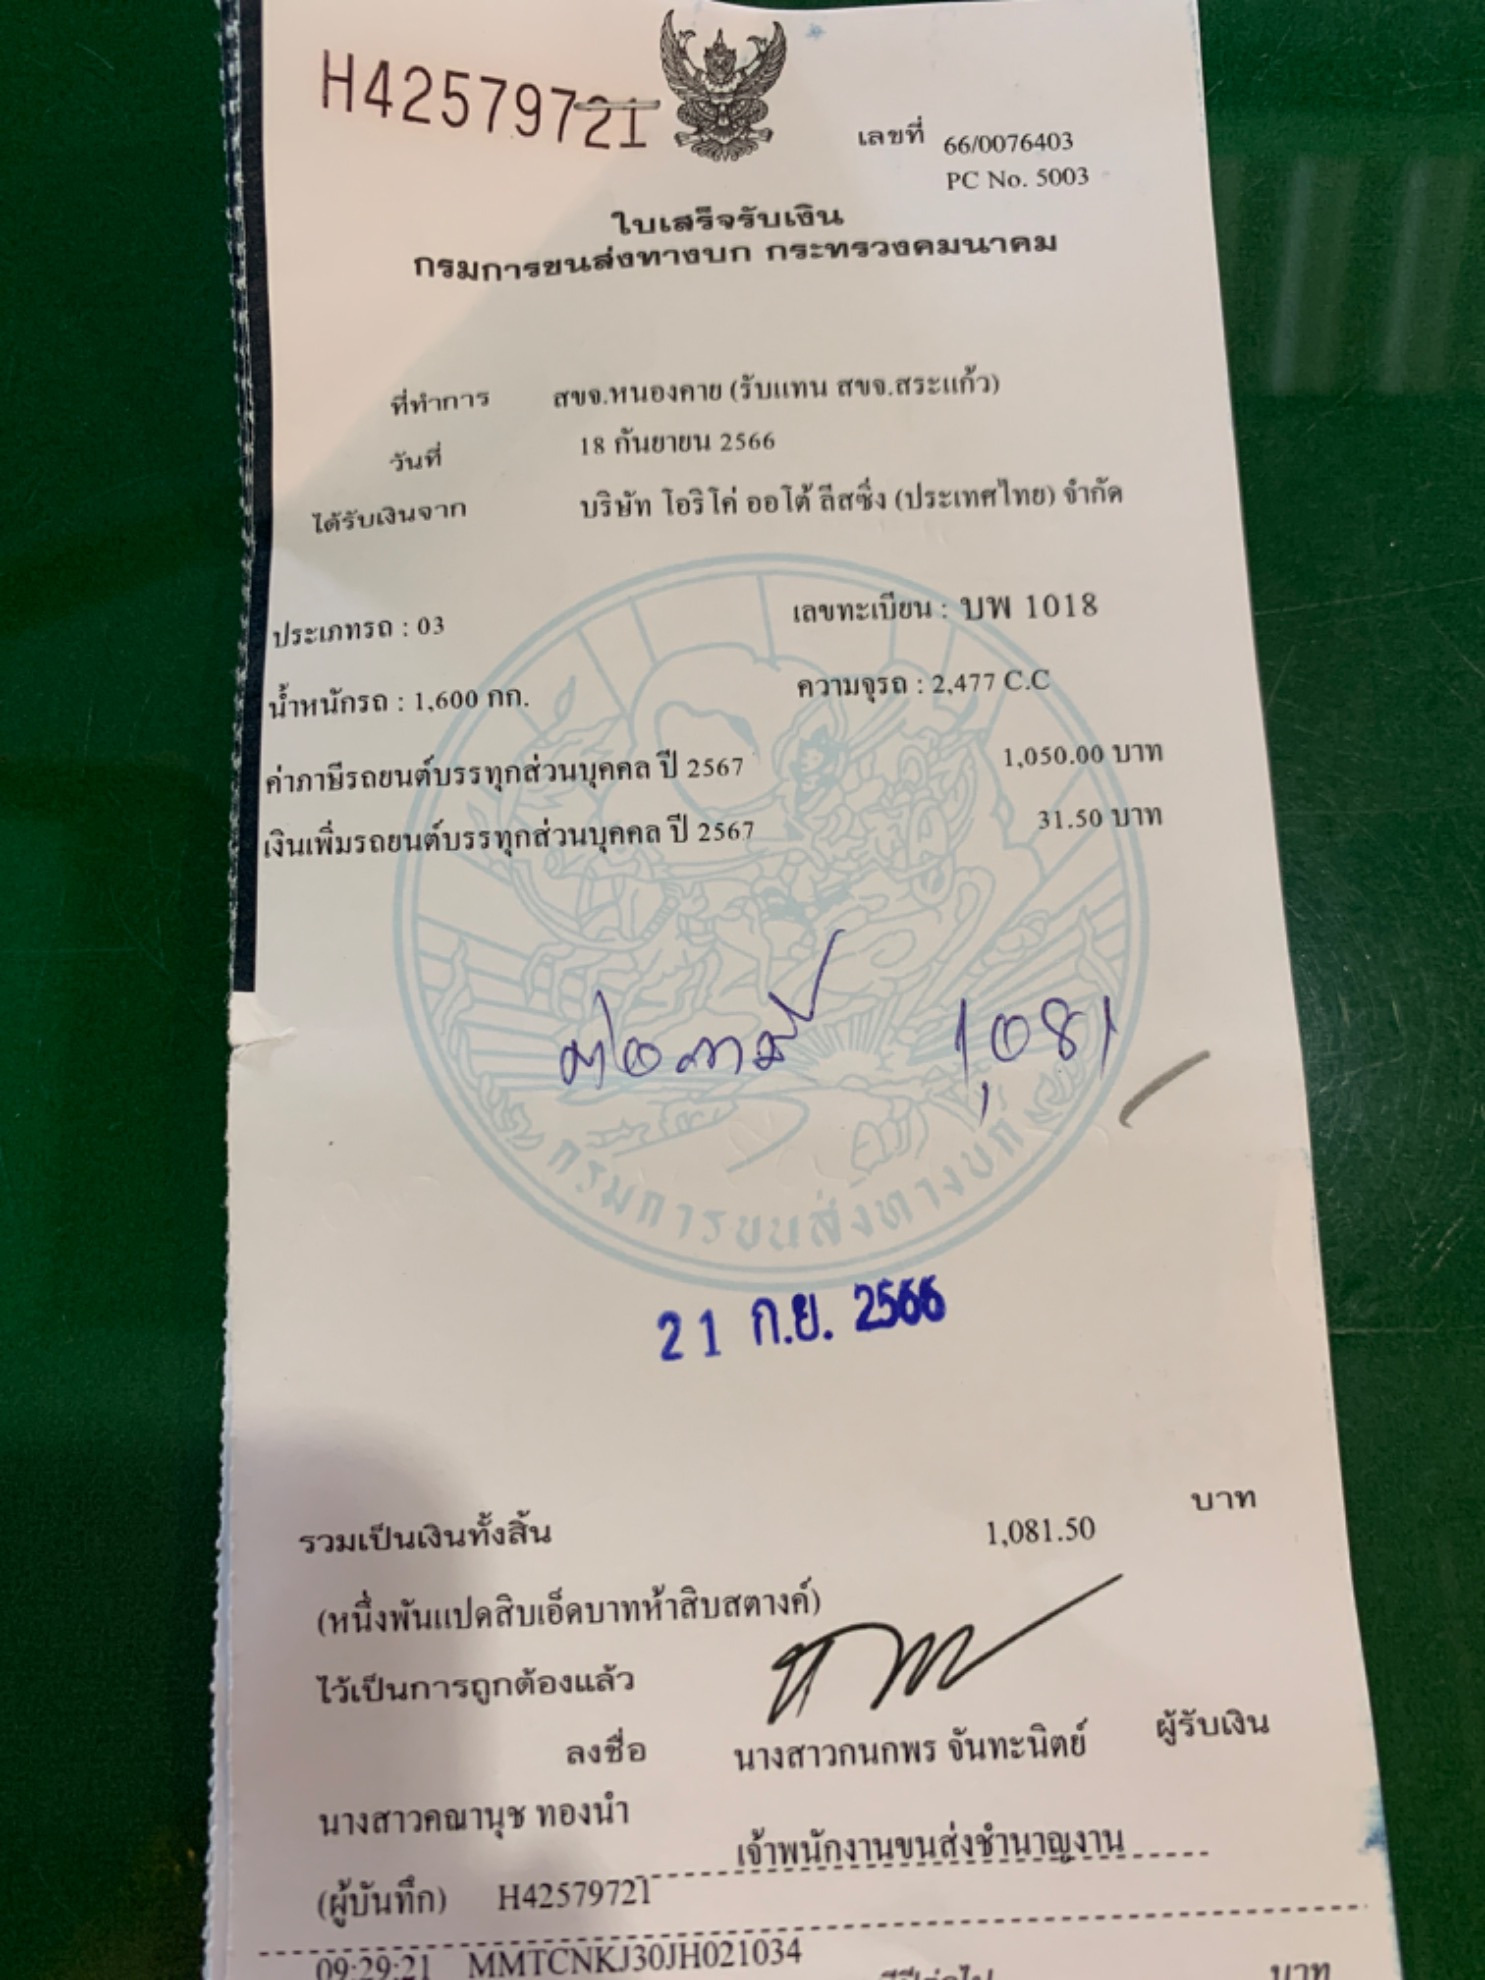 H42579721
เลขที่ 66/0076403
PC No. 5003
ใบเสร็จรับเงิน
กรมการขนส่งทางบก กระทรวงคมนาคม
ที่ทำการ สขจ.หนองคาย (รับแทน สขจ.สระแก้ว)
วันที่ 18 กันยายน 2566
ได้รับเงินจาก บริษัท โอริโค่ ออโต้ ลีสซิ่ง (ประเทศไทย) จำกัด
ประเภทรถ : 03 เลขทะเบียน : บพ 1018
น้ำหนักรถ : 1,600 กก. ความจุรถ : 2,477 C.C
ค่าภาษีรถยนต์บรรทุกส่วนบุคคล ปี 2567 1,050.00 บาท
เงินเพิ่มรถยนต์บรรทุกส่วนบุคคล ปี 2567 31.50 บาท
ต่อภาษี 1,081
กรมการขนส่งทางบก
21 ก.ย. 2566
รวมเป็นเงินทั้งสิ้น 1,081.50 บาท
(หนึ่งพันแปดสิบเอ็ดบาทห้าสิบสตางค์)
ไว้เป็นการถูกต้องแล้ว
ลงชื่อ นางสาวกนกพร จันทะนิตย์ ผู้รับเงิน
นางสาวคณานุช ทองนำ
เจ้าพนักงานขนส่งชำนาญงาน
(ผู้บันทึก) H42579721
09:29:21 MMTCNKJ30JH021034
บาท